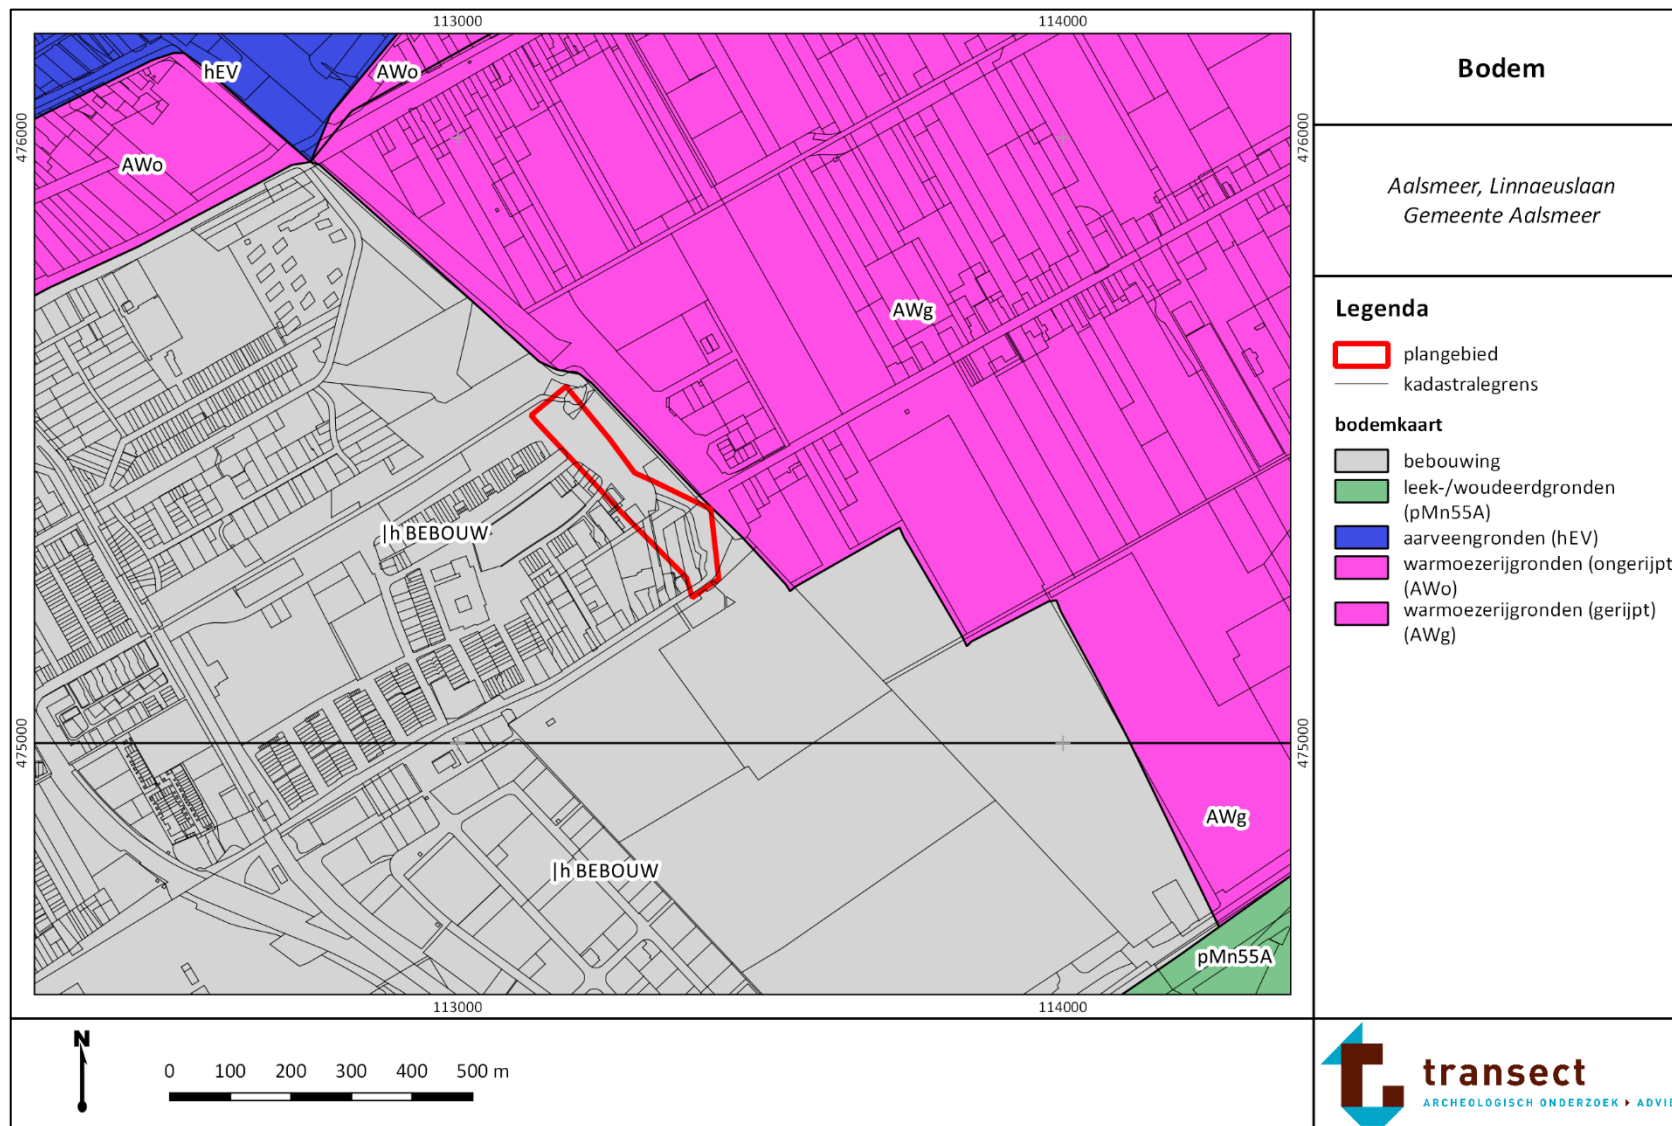 113000
114000
476000
476000
hEV
AWo
AWo
AWg
|h BEBOUW
475000
475000
AWg
|h BEBOUW
pMn55A
113000
114000
N
0 100 200 300 400 500 m
Bodem
Aalsmeer, Linnaeuslaan
Gemeente Aalsmeer
Legenda
plangebied
kadastralegrens
bodemkaart
bebouwing
leek-/woudeerdgronden
(pMn55A)
aarveengronden (hEV)
warmoezerijgronden (ongerijpt
(AWo)
warmoezerijgronden (gerijpt)
(AWg)
transect
ARCHEOLOGISCH ONDERZOEK ADVIE